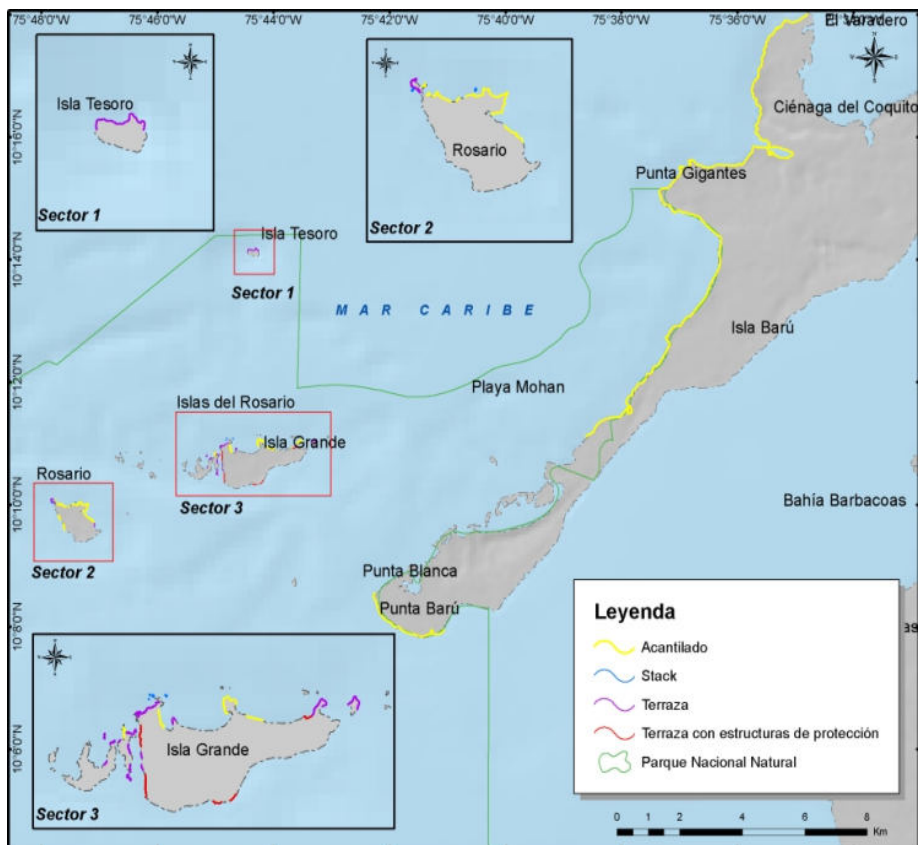 75°48'0"W 75°46'0"W 75°44'0"W 75°42'0"W 75°40'0"W 75°38'0"W 75°36'0"W
El Varadero
Ciénaga del Coquito
Isla Tesoro
Sector 1
Rosario
Sector 2
10°16'0"N
Punta Gigantes
Isla Tesoro
10°14'0"N
Sector 1
MAR CARIBE
Isla Barú
10°12'0"N
Playa Mohan
Islas del Rosario
Isla Grande
Sector 3
Rosario
10°10'0"N
Bahía Barbacoas
Sector 2
Punta Blanca
Punta Barú
10°8'0"N
Leyenda
Acantilado
Stack
Terraza
Terraza con estructuras de protección
Parque Nacional Natural
0 1 2 4 6 8
Km
10°6'0"N
Isla Grande
Sector 3